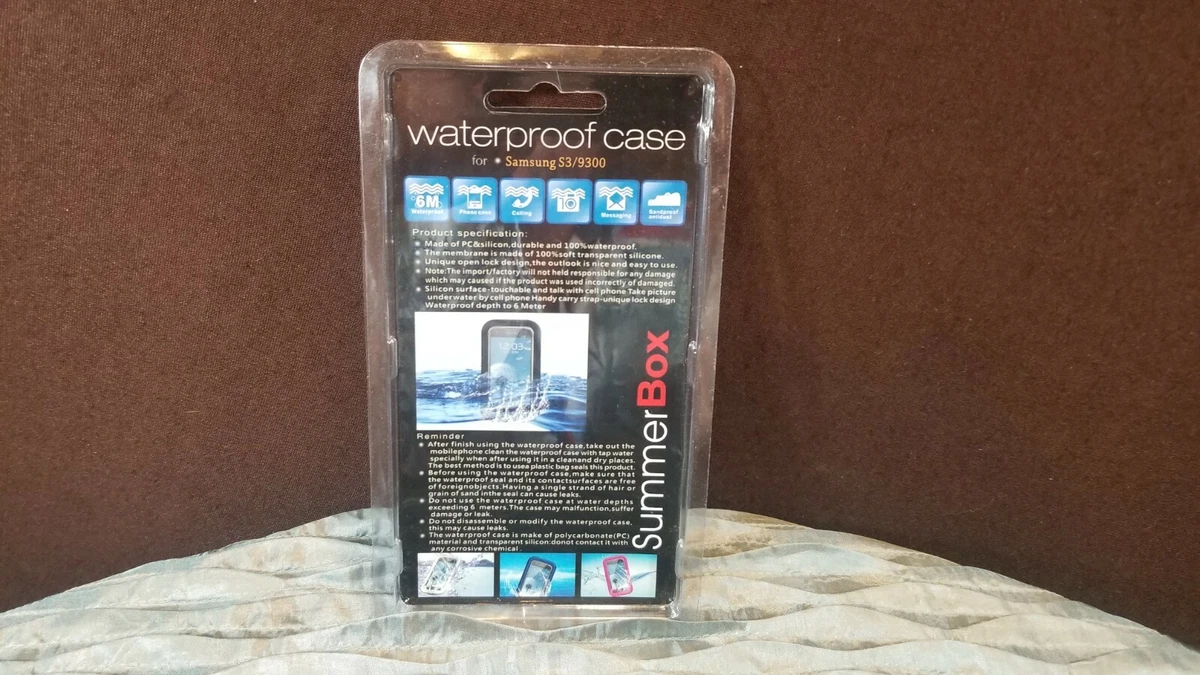 waterproof case
for Samsung S3/9300
6M
Waterproof
Phone case
Calling
Messaging
Sandproof
antidust
Product specification:
Made of PC&silicon,durable and 100%waterproof.
The membrane is made of 100%soft transparent silicone.
Unique open lock design,the outlook is nice and easy to use.
Note:The import/factory will not held responsible for any damage
which may caused if the product was used incorrectly of damaged.
Silicon surface-touchable and talk with cell phone Take picture
underwater by cell phone Handy carry strap-unique lock design
Waterproof depth to 6 Meter
12:03
SummerBox
Reminder
After finish using the waterproof case,take out the
mobilephone clean the waterproof case with tap water
specially when after using it in a cleanand dry places.
The best method is to usea plastic bag seals this product.
Before using the waterproof case,make sure that
the waterproof seal and its contactsurfaces are free
of foreignobjects.Having a single strand of hair or
grain of sand inthe seal can cause leaks.
Do not use the waterproof case at water depths
exceeding 6 meters.The case may malfunction,suffer
damage or leak.
Do not disassemble or modify the waterproof case,
this may cause leaks.
The waterproof case is make of polycarbonate(PC)
material and transparent silicon:donot contact it with
any corrosive chemical .